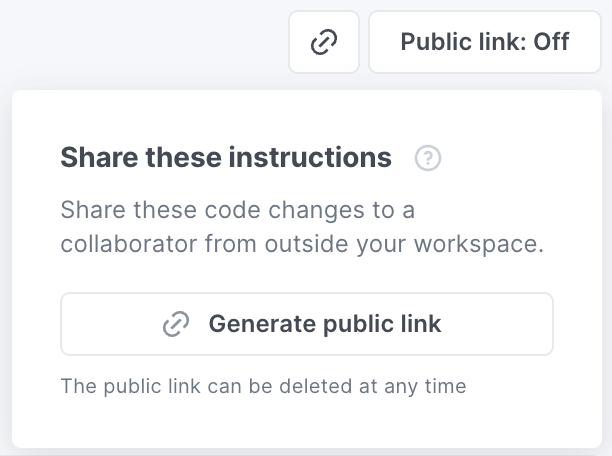 Public link: Off
Share these instructions
?
Share these code changes to a
collaborator from outside your workspace.
Generate public link
The public link can be deleted at any time